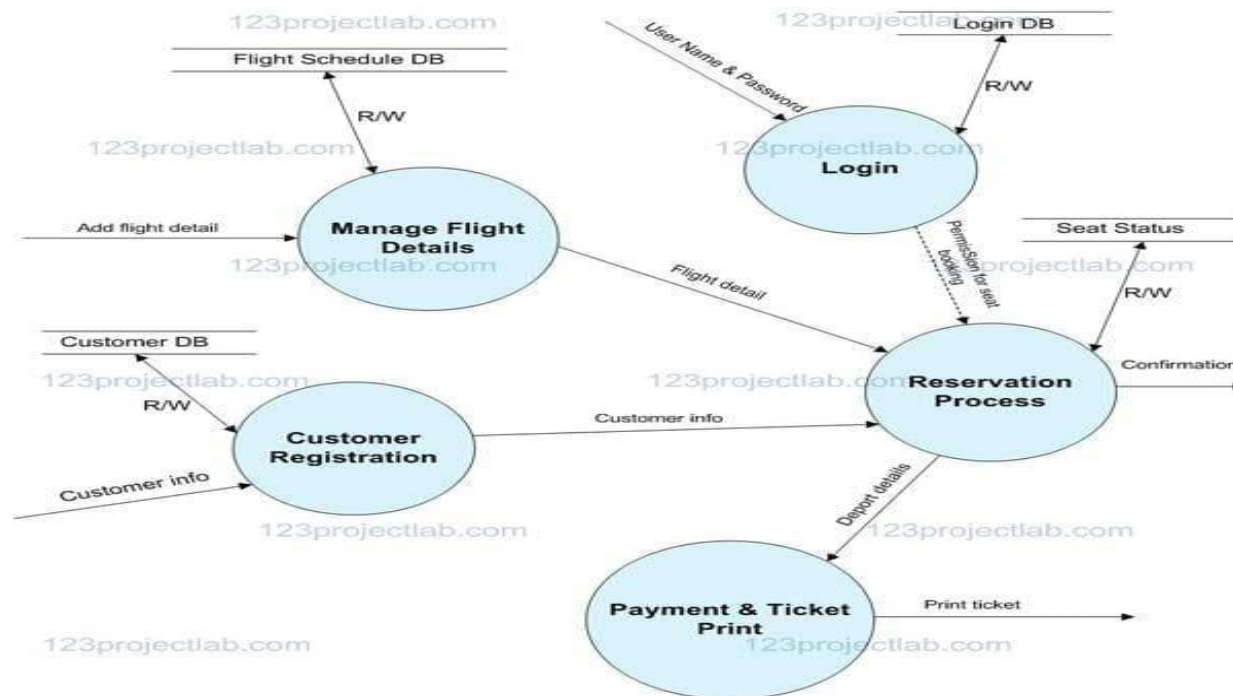 123projectlab.com
Login DB
Flight Schedule DB
User Name & Password
R/W
R/W
123projectlab.com
123projectlab.com
Login
Add flight detail
Manage Flight
Details
123projectlab.com
Flight detail
PermisSion for seat
booking
Seat Status
projectlab.com
R/W
Customer DB
123projectlab.com
R/W
123projectlab.com
Reservation
Process
Confirmation
Customer info
Customer
Registration
Customer info
Deport details
123projectlab.com
123projectlab.com
Payment & Ticket
Print
Print ticket
123projectlab.com
123projectlab.com